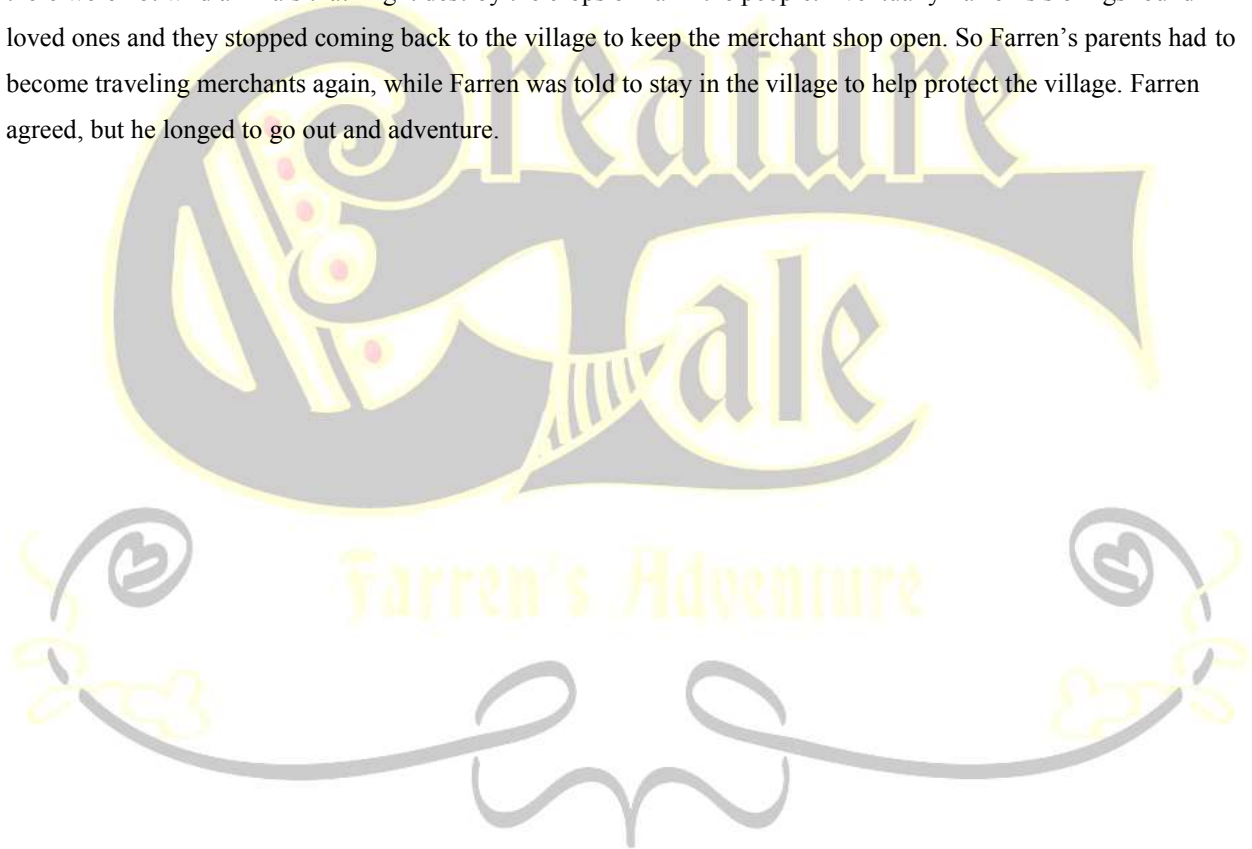 loved ones and they stopped coming back to the village to keep the merchant shop open. So Farren’s parents had to
become traveling merchants again, while Farren was told to stay in the village to help protect the village. Farren
agreed, but he longed to go out and adventure.
Creature
Tale
Farren's Adventure